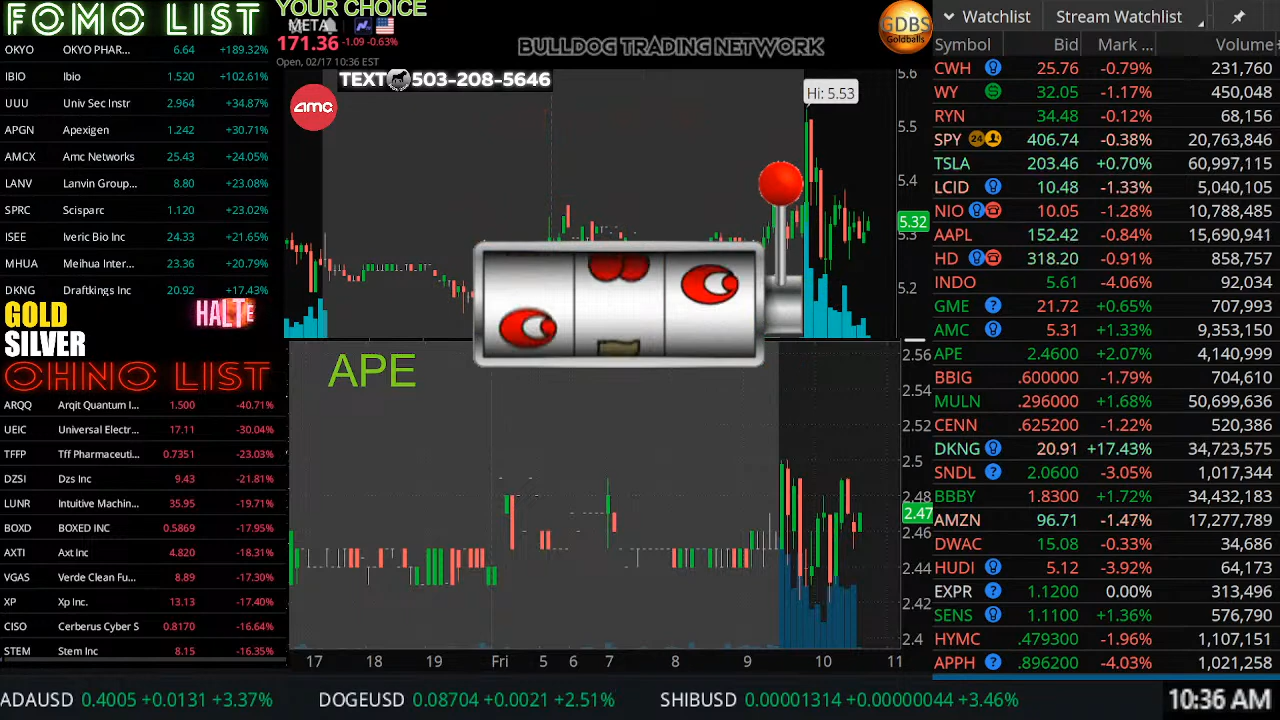 FOMO LIST
OKYO OKYO PHAR... 6.64 +189.32%
IBIO Ibio 1.520 +102.61%
UUU Univ Sec Instr 2.964 +34.87%
APGN Apexigen 1.242 +30.71%
AMCX Amc Networks 25.43 +24.05%
LANV Lanvin Group... 8.80 +23.08%
SPRC Scisparc 1.120 +23.02%
ISEE Iveric Bio Inc 24.33 +21.65%
MHUA Meihua Inter... 23.36 +20.79%
DKNG Draftkings Inc 20.92 +17.43%
GOLD
SILVER
HALTE
OHNO LIST
ARQQ Arqit Quantum I... 1.500 -40.71%
UEIC Universal Electr... 17.11 -30.04%
TFFP Tff Pharmaceuti... 0.7351 -23.03%
DZSI Dzs Inc 9.43 -21.81%
LUNR Intuitive Machin... 35.95 -19.71%
BOXD BOXED INC 0.5869 -17.95%
AXTI Axt Inc 4.820 -18.31%
VGAS Verde Clean Fu... 8.89 -17.30%
XP Xp Inc. 13.13 -17.40%
CISO Cerberus Cyber S 0.8170 -16.64%
STEM Stem Inc 8.15 -16.35%
YOUR CHOICE
META
171.36 -1.09 -0.63%
Open, 02/17 10:36 EST
BULLDOG TRADING NETWORK
TEXT 503-208-5646
amc
Hi: 5.53
5.6
5.5
5.4
5.32
5.3
5.2
APE
2.56
2.54
2.52
2.5
2.48
2.47
2.46
2.44
2.42
2.4
17 18 19 Fri 5 6 7 8 9 10 11
GDBS
Goldballs
Watchlist Stream Watchlist
Symbol Bid Mark ... Volume
CWH 25.76 -0.79% 231,760
WY 32.05 -1.17% 450,048
RYN 34.48 -0.12% 68,156
SPY 24 406.74 -0.38% 20,763,846
TSLA 203.46 +0.70% 60,997,115
LCID 10.48 -1.33% 5,040,105
NIO 10.05 -1.28% 10,788,485
AAPL 152.42 -0.84% 15,690,941
HD 318.20 -0.91% 858,757
INDO 5.61 -4.06% 92,034
GME ? 21.72 +0.65% 707,993
AMC 5.31 +1.33% 9,353,150
APE 2.4600 +2.07% 4,140,999
BBIG .600000 -1.79% 704,610
MULN .296000 +1.68% 50,699,636
CENN .625200 -1.22% 520,386
DKNG 20.91 +17.43% 34,723,575
SNDL ? 2.0600 -3.05% 1,017,344
BBBY 1.8300 +1.72% 34,432,183
AMZN 96.71 -1.47% 17,277,789
DWAC 15.08 -0.33% 34,686
HUDI 5.12 -3.92% 64,173
EXPR ? 1.1200 0.00% 313,496
SENS 1.1100 +1.36% 576,790
HYMC .479300 -1.96% 1,107,151
APPH ? .896200 -4.03% 1,021,258
ADAUSD 0.4005 +0.0131 +3.37% DOGEUSD 0.08704 +0.0021 +2.51% SHIBUSD 0.00001314 +0.00000044 +3.46%
10:36 AM